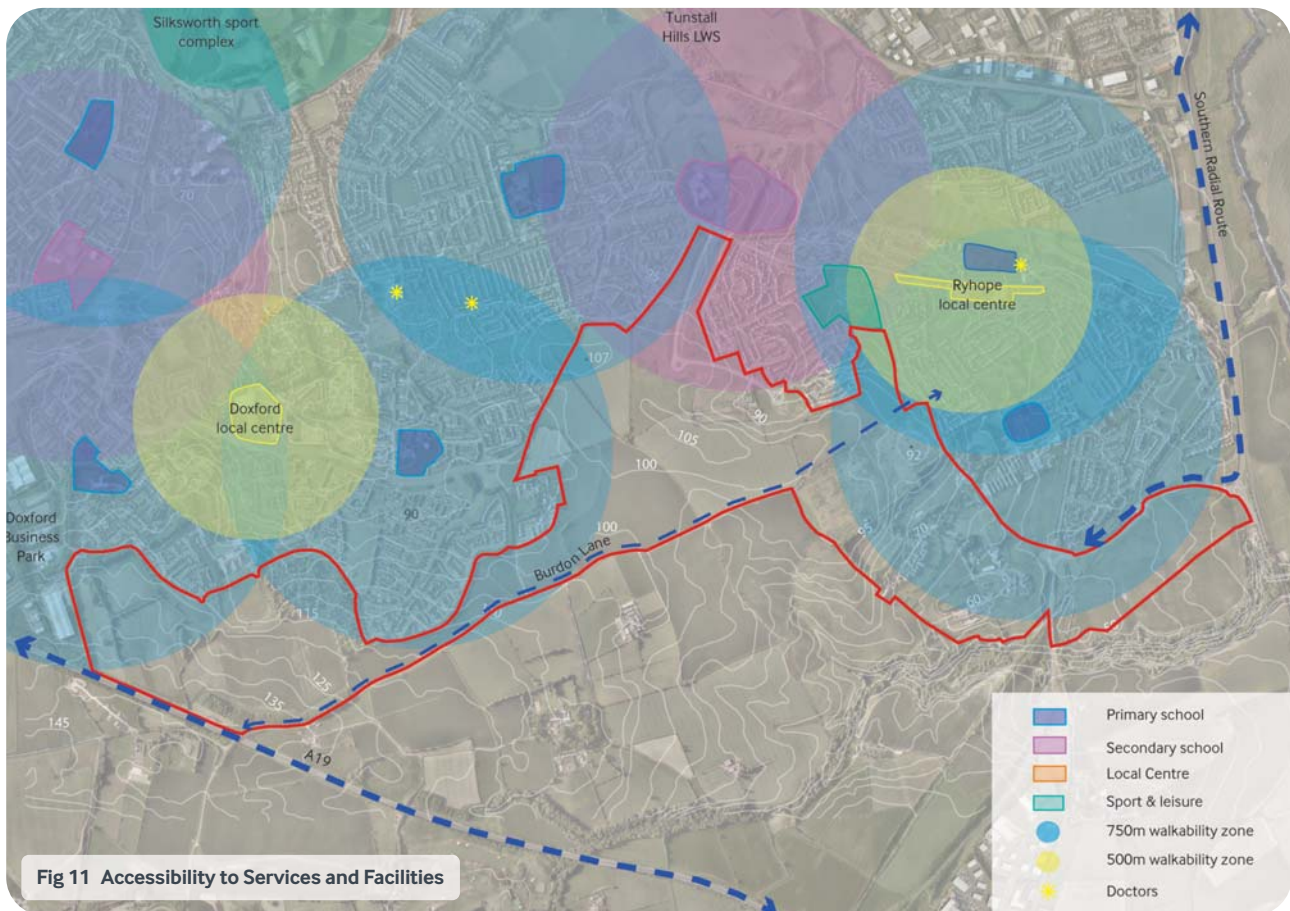 Silksworth sport
complex
Tunstall
Hills LWS
Southern Radial Route
70
98
Ryhope
local centre
107
Doxford
local centre
90
105
100
92
90
Doxford
Business
Park
90
100
Burdon Lane
70
60
115
125
135
145
A19
50
Primary school
Secondary school
Local Centre
Sport & leisure
750m walkability zone
500m walkability zone
Doctors
Fig 11 Accessibility to Services and Facilities